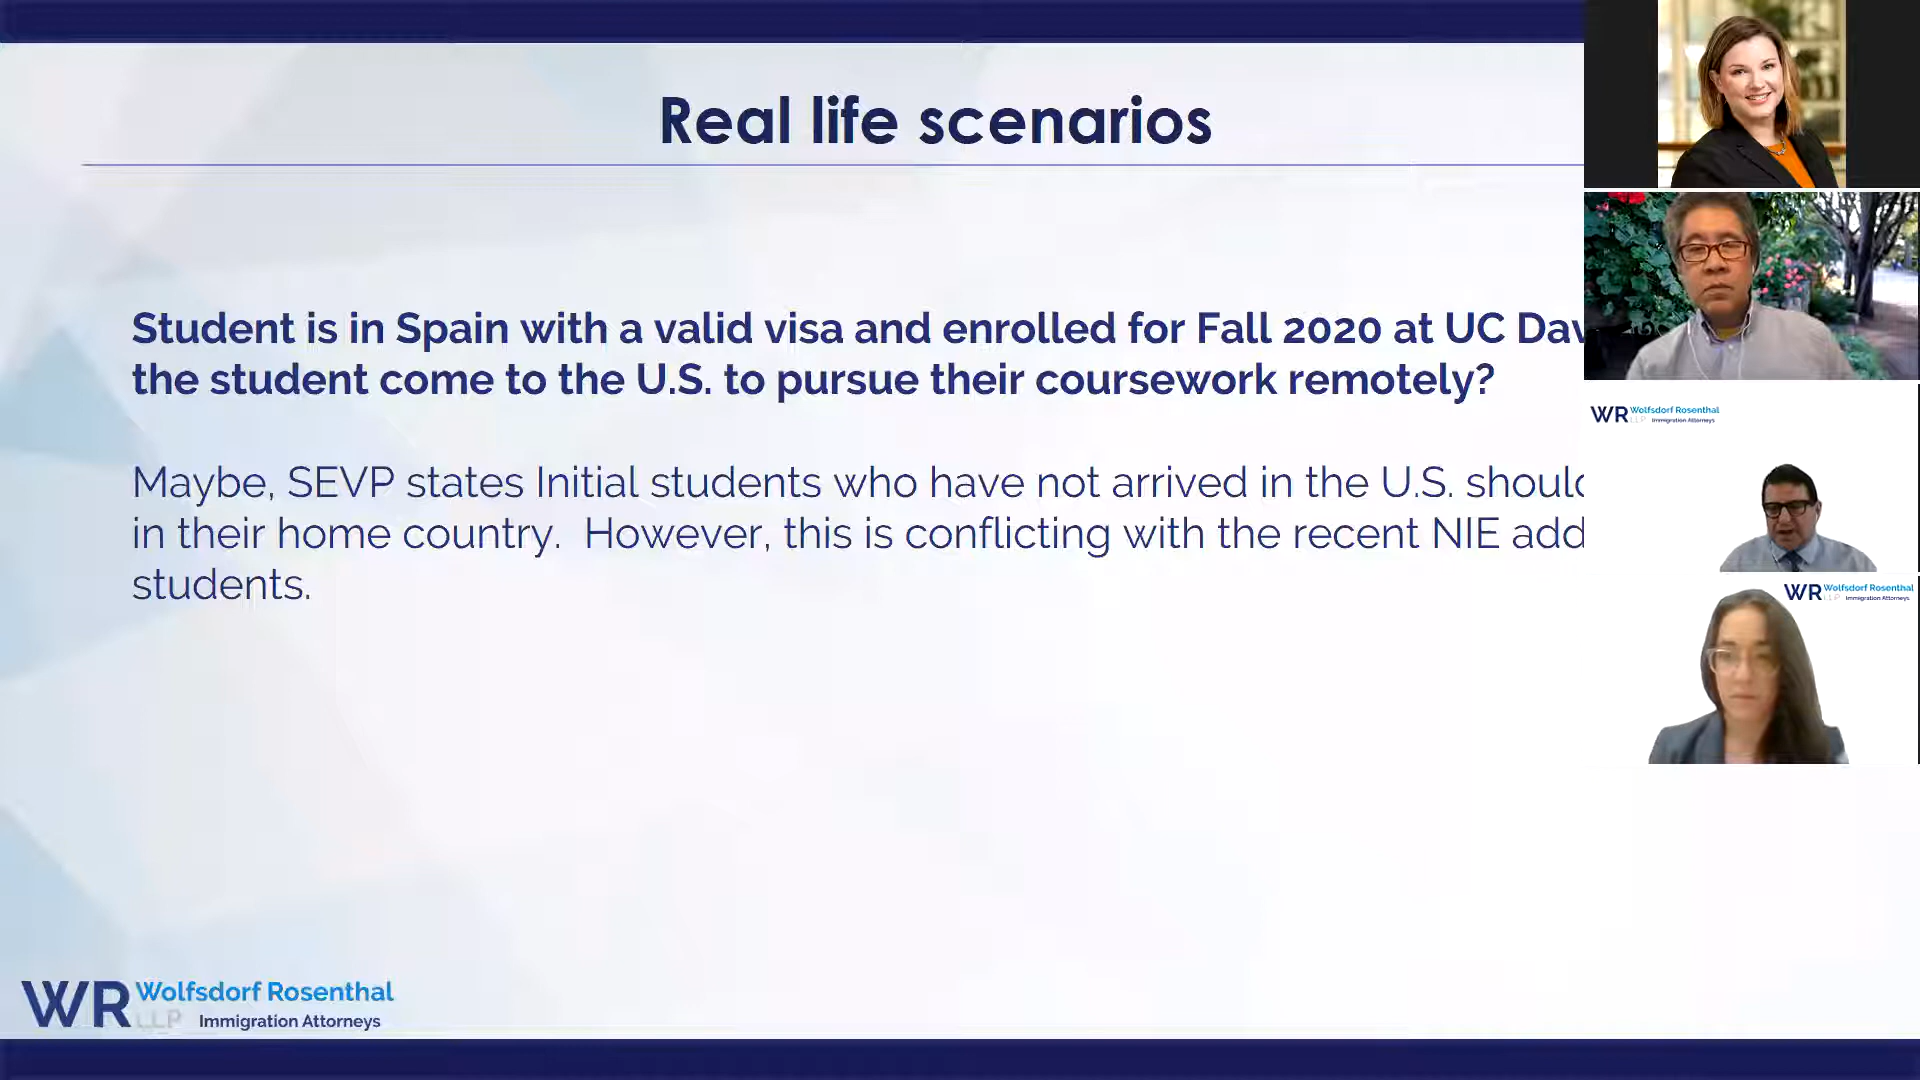 Real life scenarios
Student is in Spain with a valid visa and enrolled for Fall 2020 at UC
the student come to the U.S. to pursue their coursework remotely?
Maybe, SEVP states Initial students who have not arrived in the U.S.
in their home country. However, this is conflicting with the recent NIE
students.
WR Wolfsdorf Rosenthal
LLP Immigration Attorneys
WR Wolfsdorf Rosenthal
LLP Immigration Attorneys
WR Wolfsdorf Rosenthal
LLP Immigration Attorneys